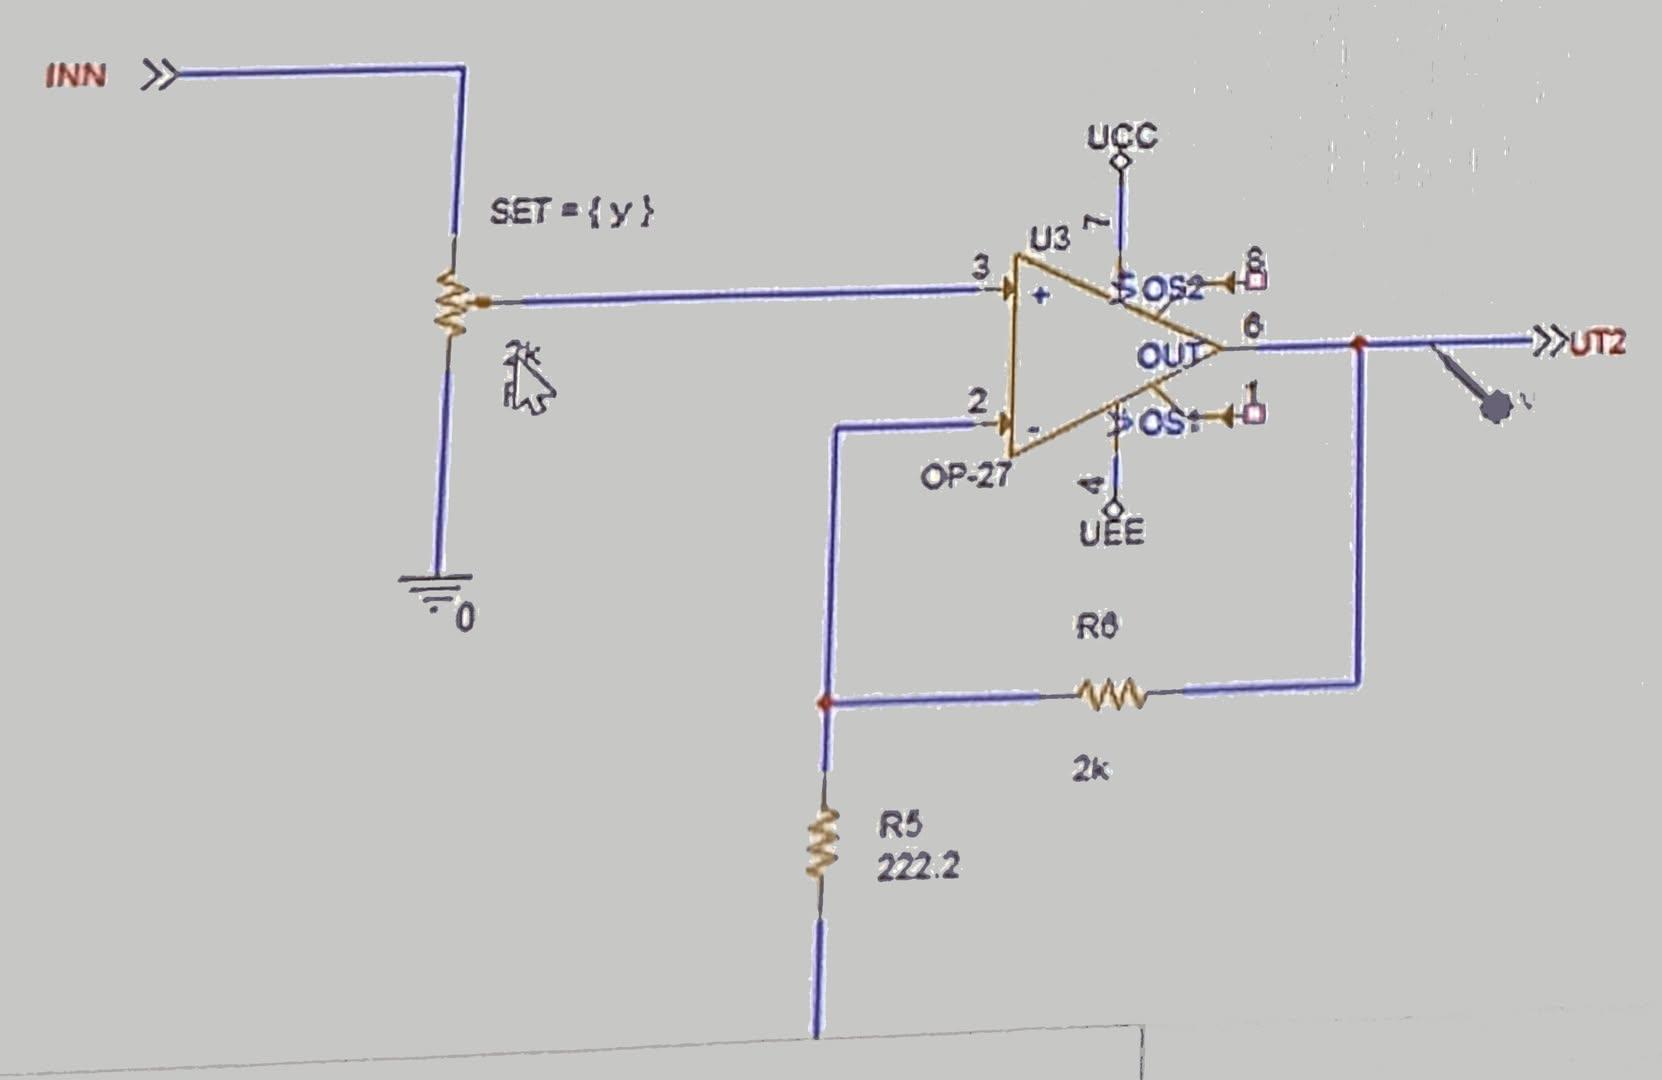 INN
UCC
SET = { y }
7
U3
3
+
OS2
8
6
OUT
UT2
2k
2
-
OS1
1
OP-27
4
UEE
0
R6
2k
R5
222.2